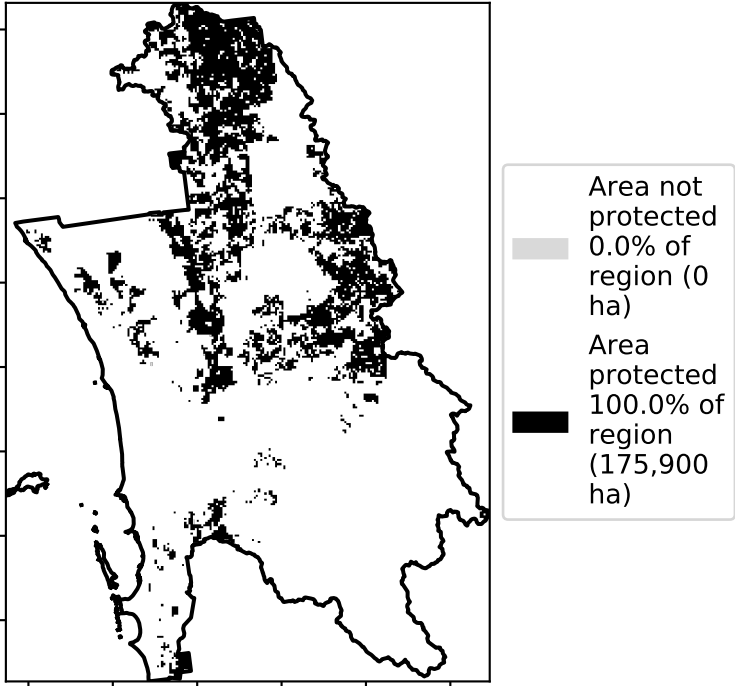 Area not
protected
0.0% of
region (0
ha)
Area
protected
100.0% of
region
(175,900
ha)